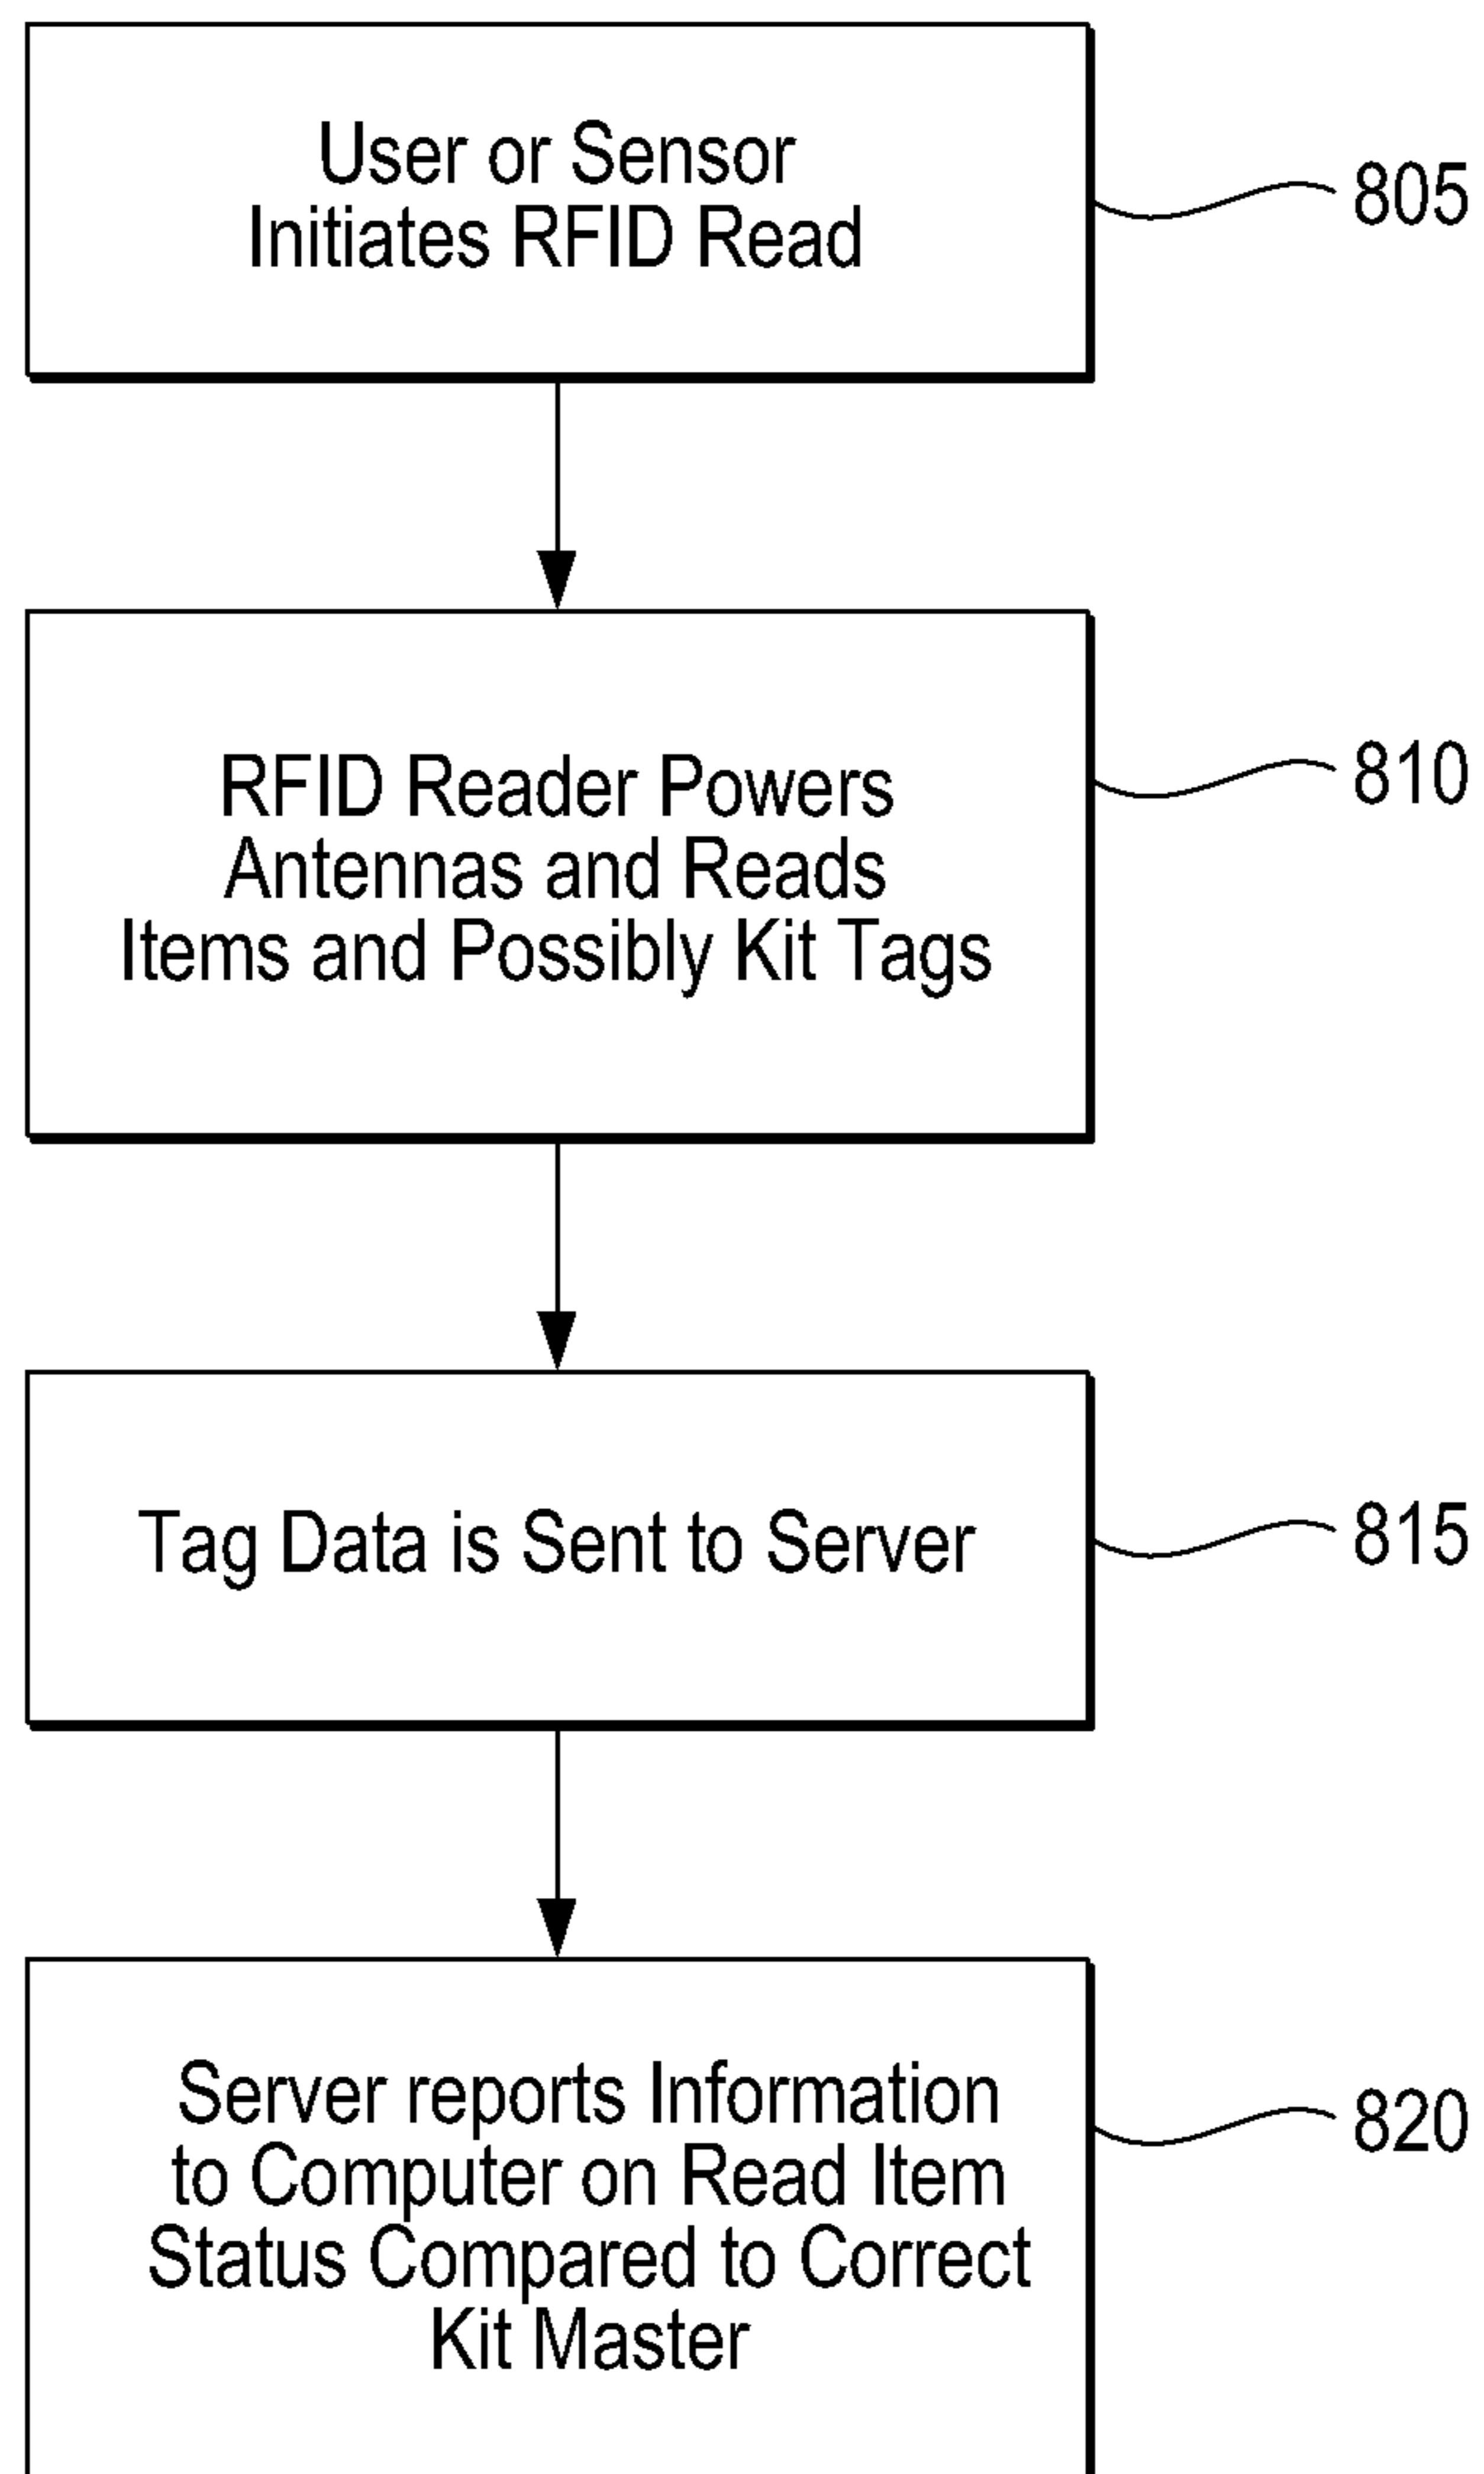 User or Sensor
Initiates RFID Read
805
RFID Reader Powers
Antennas and Reads
Items and Possibly Kit Tags
810
Tag Data is Sent to Server
815
Server reports Information
to Computer on Read Item
Status Compared to Correct
Kit Master
820